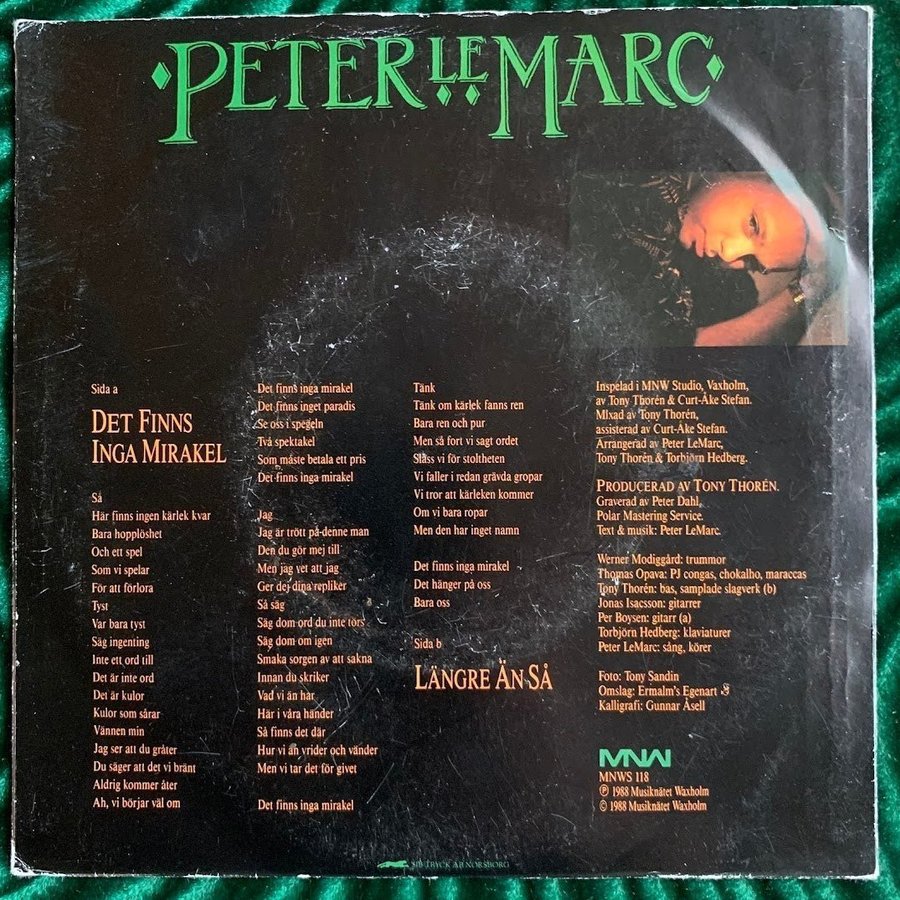 PETER LE MARC
Sida a
DET FINNS
INGA MIRAKEL
Så
Här finns ingen kärlek kvar
Bara hopplöshet
Och ett spel
Som vi spelar
För att förlora
Tyst
Var bara tyst
Säg ingenting
Inte ett ord till
Det är inte ord
Det är kulor
Kulor som sårar
Vännen min
Jag ser att du gråter
Du säger att det vi bränt
Aldrig kommer åter
Ah, vi börjar väl om
Det finns inga mirakel
Det finns inget paradis
Se oss i spegeln
Två spektakel
Som måste betala ett pris
Det finns inga mirakel
Jag
Jag är trött på denne man
Den du gör mej till
Men jag vet att jag
Ger dej dina repliker
Så säg
Säg dom ord du inte törs
Säg dom om igen
Smaka sorgen av att sakna
Innan du skriker
Vad vi än har
Här i våra händer
Så finns det där
Hur vi än vrider och vänder
Men vi tar det för givet
Det finns inga mirakel
Tänk
Tänk om kärlek fanns ren
Bara ren och pur
Men så fort vi sagt ordet
Slåss vi för stoltheten
Vi faller i redan grävda gropar
Vi tror att kärleken kommer
Om vi bara ropar
Men den har inget namn
Det finns inga mirakel
Det hänger på oss
Bara oss
Sida b
LÄNGRE ÄN SÅ
Inspelad i MNW Studio, Vaxholm,
av Tony Thorén & Curt-Åke Stefan.
Mixad av Tony Thorén,
assisterad av Curt-Åke Stefan.
Arrangerad av Peter LeMarc,
Tony Thorén & Torbjörn Hedberg.
PRODUCERAD AV TONY THORÉN.
Graverad av Peter Dahl,
Polar Mastering Service.
Text & musik: Peter LeMarc.
Werner Modiggård: trummor
Thomas Opava: PJ congas, chokalho, maraccas
Tony Thorén: bas, samplade slagverk (b)
Jonas Isacsson: gitarrer
Per Boysen: gitarr (a)
Torbjörn Hedberg: klaviaturer
Peter LeMarc: sång, körer
Foto: Tony Sandin
Omslag: Ermalm's Egenart
Kalligrafi: Gunnar Åsell
MNW
MNWS 118
℗ 1988 Musiknätet Waxholm
© 1988 Musiknätet Waxholm
SIB-TRYCK AB NORSBORG